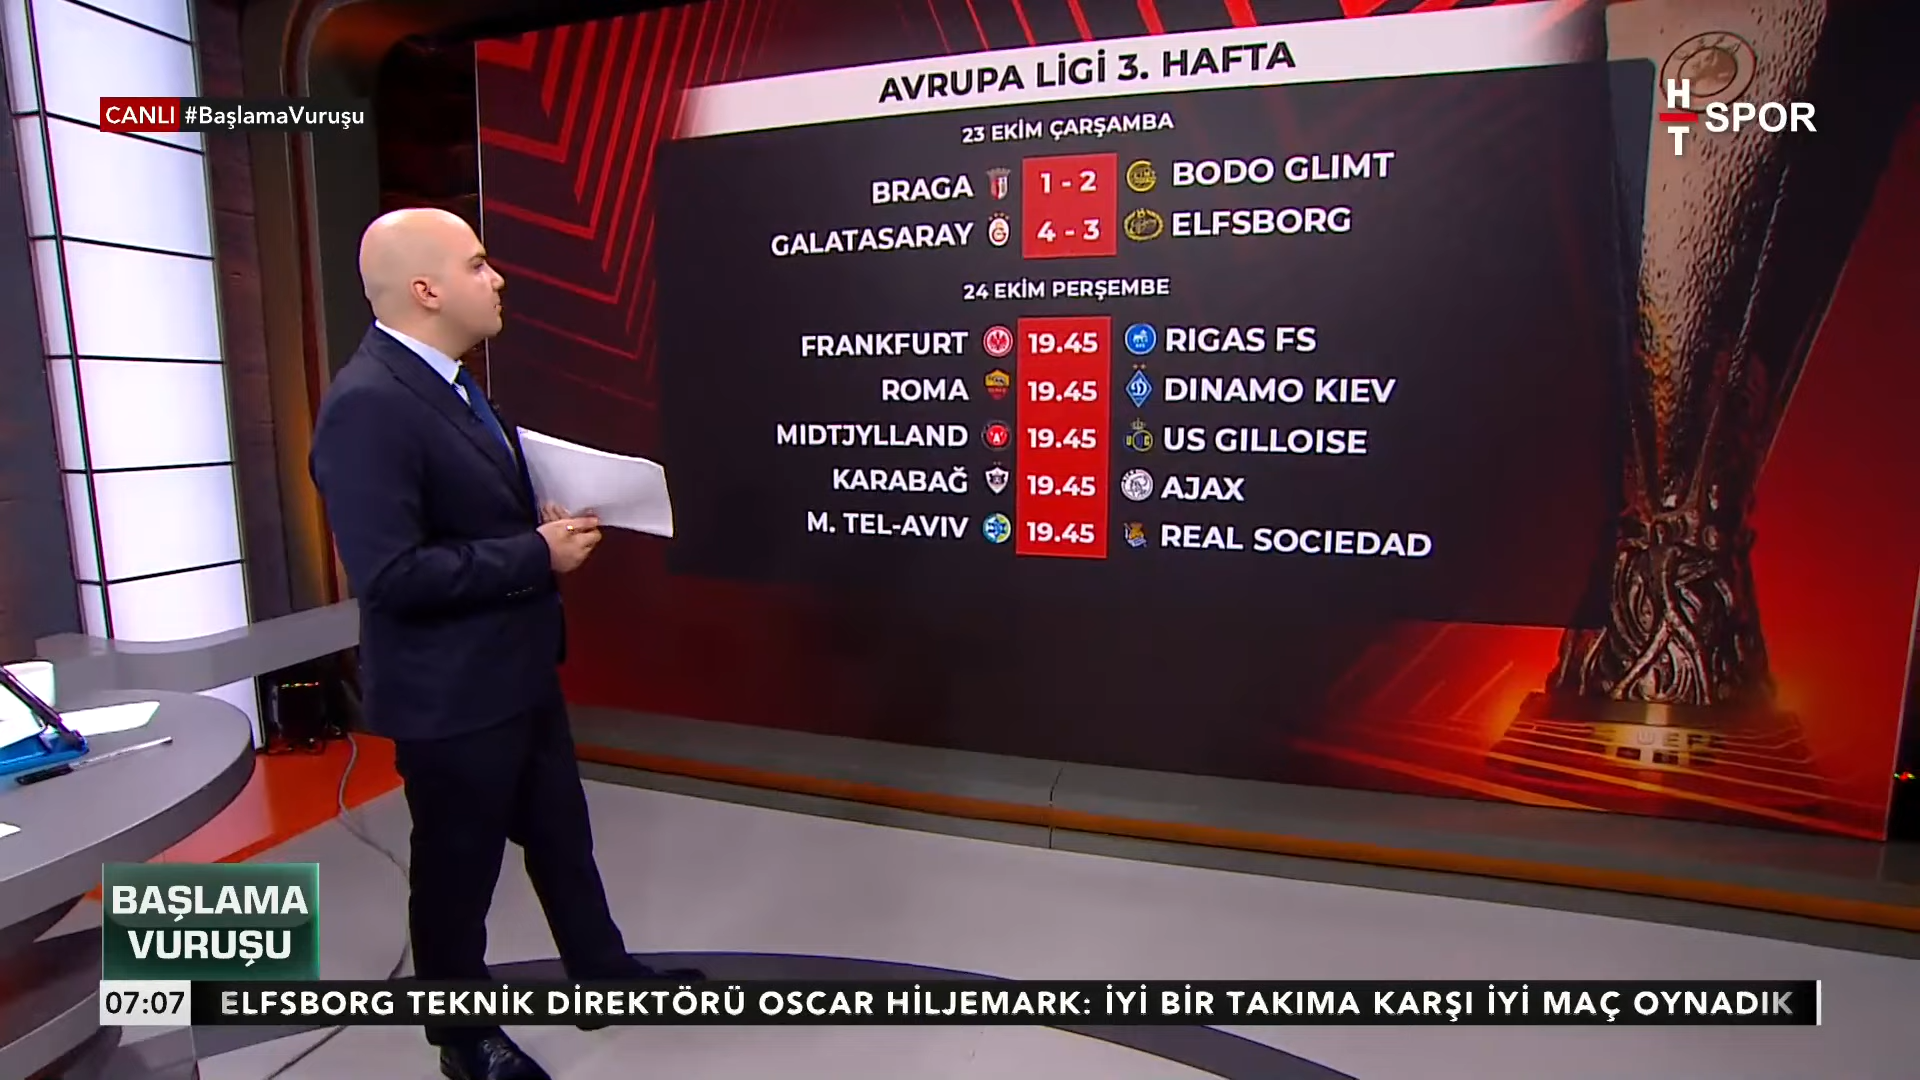 CANLI #BaşlamaVuruşu
HT SPOR
AVRUPA LİGİ 3. HAFTA
23 EKİM ÇARŞAMBA
BRAGA 1 - 2 BODO GLIMT
GALATASARAY 4 - 3 ELFSBORG
24 EKİM PERŞEMBE
FRANKFURT 19.45 RIGAS FS
ROMA 19.45 DINAMO KIEV
MIDTJYLLAND 19.45 US GILLOISE
KARABAĞ 19.45 AJAX
M. TEL-AVIV 19.45 REAL SOCIEDAD
BAŞLAMA
VURUŞU
07:07 ELFSBORG TEKNİK DİREKTÖRÜ OSCAR HİLJEMARK: İYİ BİR TAKIMA KARŞI İYİ MAÇ OYNADIK